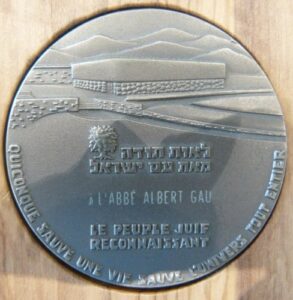 לאות תודה
מאת עם ישראל
à L'ABBÉ ALBERT GAU
LE PEUPLE JUIF
RECONNAISSANT
QUICONQUE SAUVE UNE VIE SAUVE L'UNIVERS TOUT ENTIER